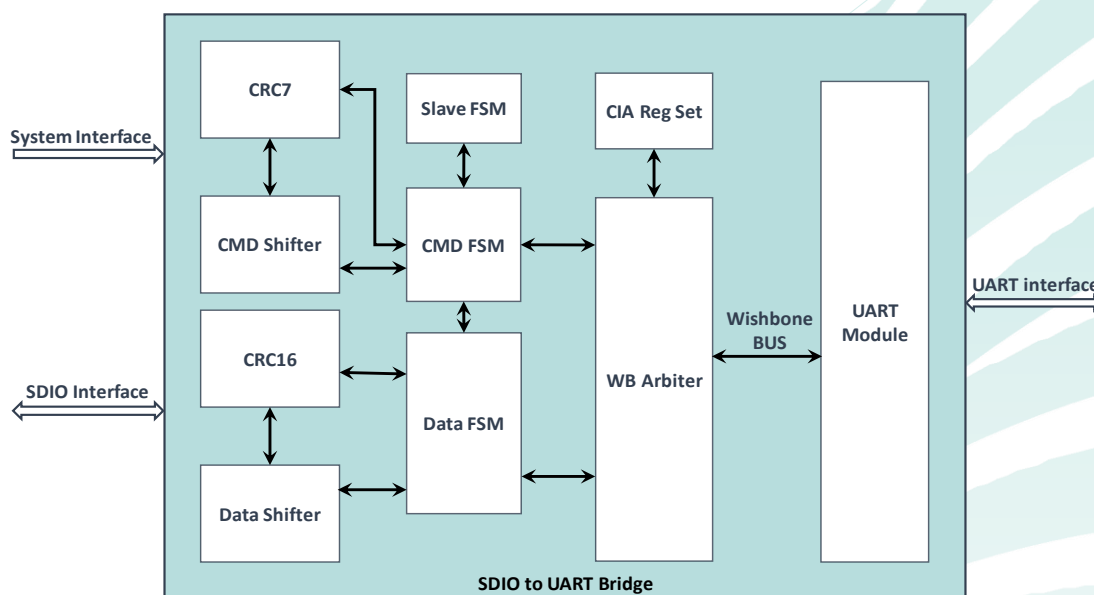 CRC7
Slave FSM
CIA Reg Set
System Interface
CMD Shifter
CMD FSM
UART interface
UART
Module
Wishbone
BUS
CRC16
WB Arbiter
SDIO Interface
Data FSM
Data Shifter
SDIO to UART Bridge